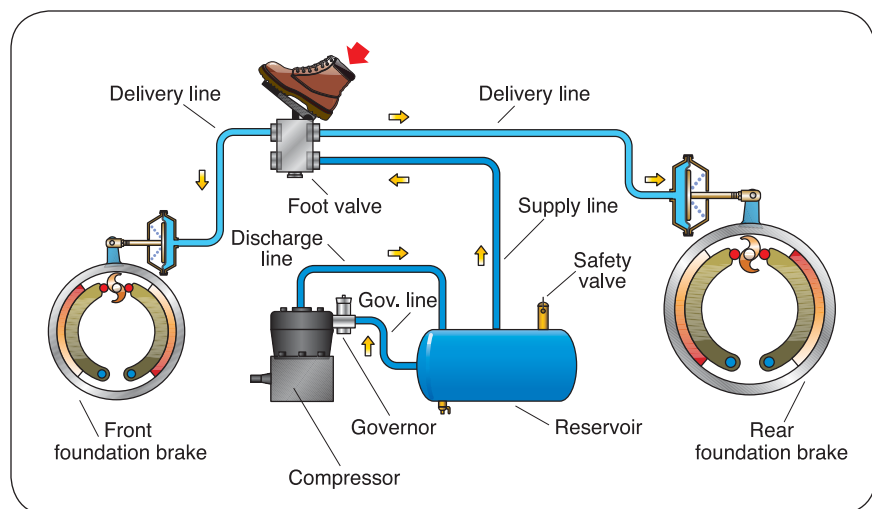 Delivery line
Delivery line
Foot valve
Supply line
Discharge
line
Safety
valve
Gov. line
Front
foundation brake
Governor
Compressor
Reservoir
Rear
foundation brake